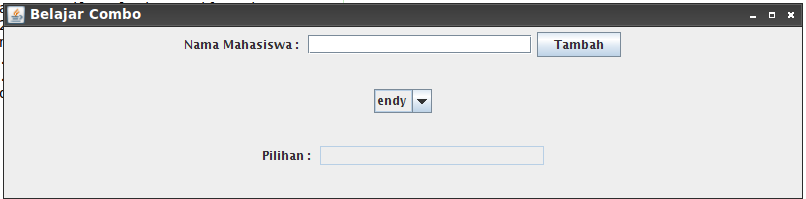 Belajar Combo
Nama Mahasiswa : Tambah
endy
Pilihan :